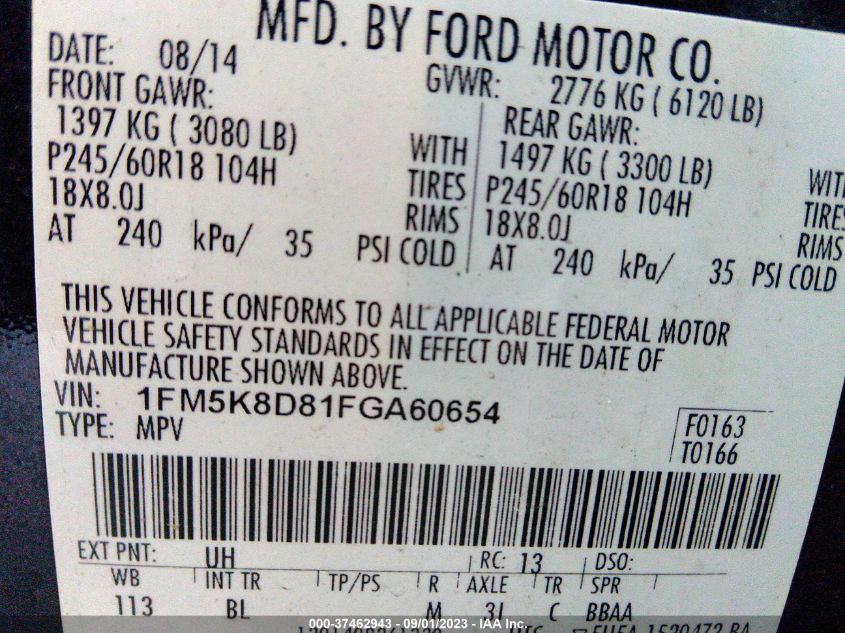 MFD. BY FORD MOTOR CO.
DATE: 08/14 GVWR: 2776 KG ( 6120 LB)
FRONT GAWR: REAR GAWR:
1397 KG ( 3080 LB) WITH 1497 KG ( 3300 LB) WITH
P245/60R18 104H TIRES P245/60R18 104H TIRES
18X8.0J RIMS 18X8.0J RIMS
AT 240 kPa/ 35 PSI COLD AT 240 kPa/ 35 PSI COLD
THIS VEHICLE CONFORMS TO ALL APPLICABLE FEDERAL MOTOR
VEHICLE SAFETY STANDARDS IN EFFECT ON THE DATE OF
MANUFACTURE SHOWN ABOVE.
VIN: 1FM5K8D81FGA60654
TYPE: MPV F0163
T0166
EXT PNT: UH RC: 13 DSO:
WB INT TR TP/PS R AXLE TR SPR
113 BL M 3J C BBAA
000-37462943 - 09/01/2023 - IAA Inc.